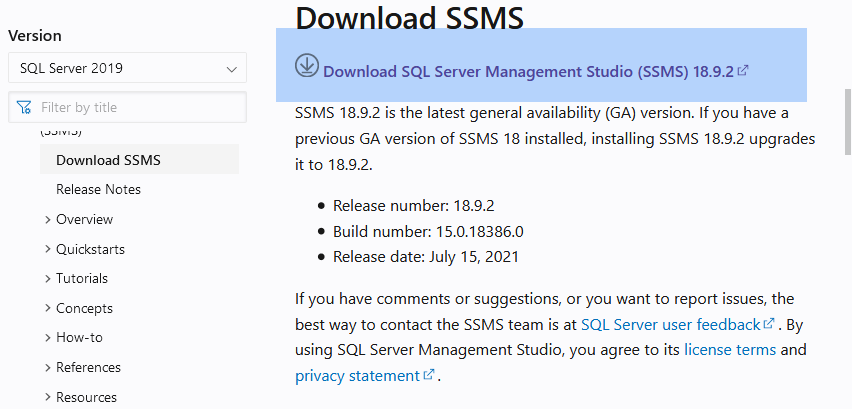 Version
SQL Server 2019
Filter by title
(SSMS)
Download SSMS
Release Notes
Overview
Quickstarts
Tutorials
Concepts
How-to
References
Resources
Download SSMS
Download SQL Server Management Studio (SSMS) 18.9.2
SSMS 18.9.2 is the latest general availability (GA) version. If you have a
previous GA version of SSMS 18 installed, installing SSMS 18.9.2 upgrades
it to 18.9.2.
• Release number: 18.9.2
• Build number: 15.0.18386.0
• Release date: July 15, 2021
If you have comments or suggestions, or you want to report issues, the
best way to contact the SSMS team is at SQL Server user feedback . By
using SQL Server Management Studio, you agree to its license terms and
privacy statement .